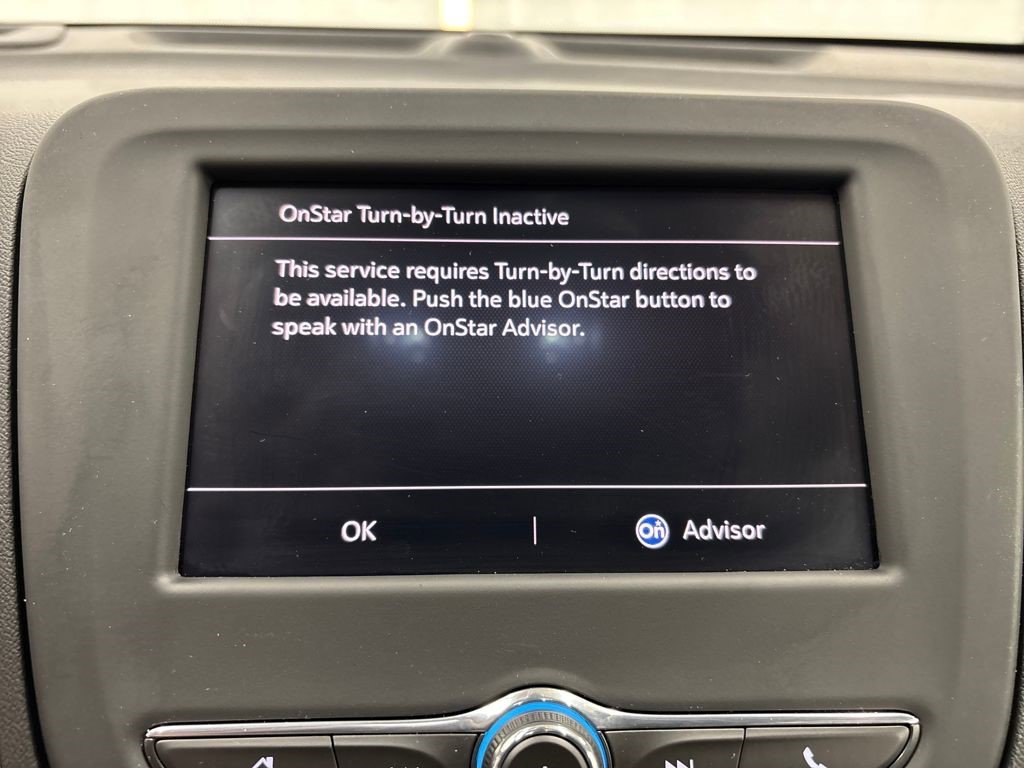 OnStar Turn-by-Turn Inactive
This service requires Turn-by-Turn directions to
be available. Push the blue OnStar button to
speak with an OnStar Advisor.
OK
On Advisor